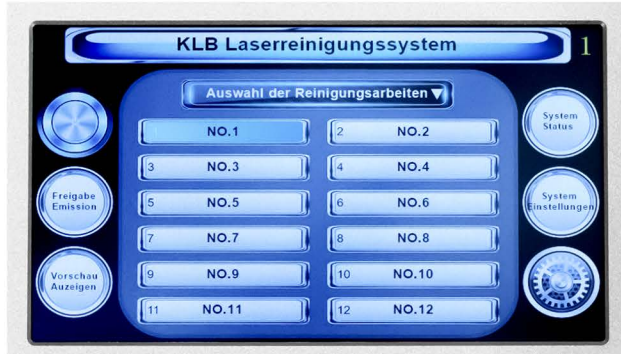 KLB Laserreinigungssystem
1
Auswahl der Reinigungsarbeiten ▼
NO.1
2 NO.2
System
Status
3 NO.3
4 NO.4
Freigabe
Emission
5 NO.5
6 NO.6
System
Einstellungen
7 NO.7
8 NO.8
Vorschau
Auzeigen
9 NO.9
10 NO.10
11 NO.11
12 NO.12